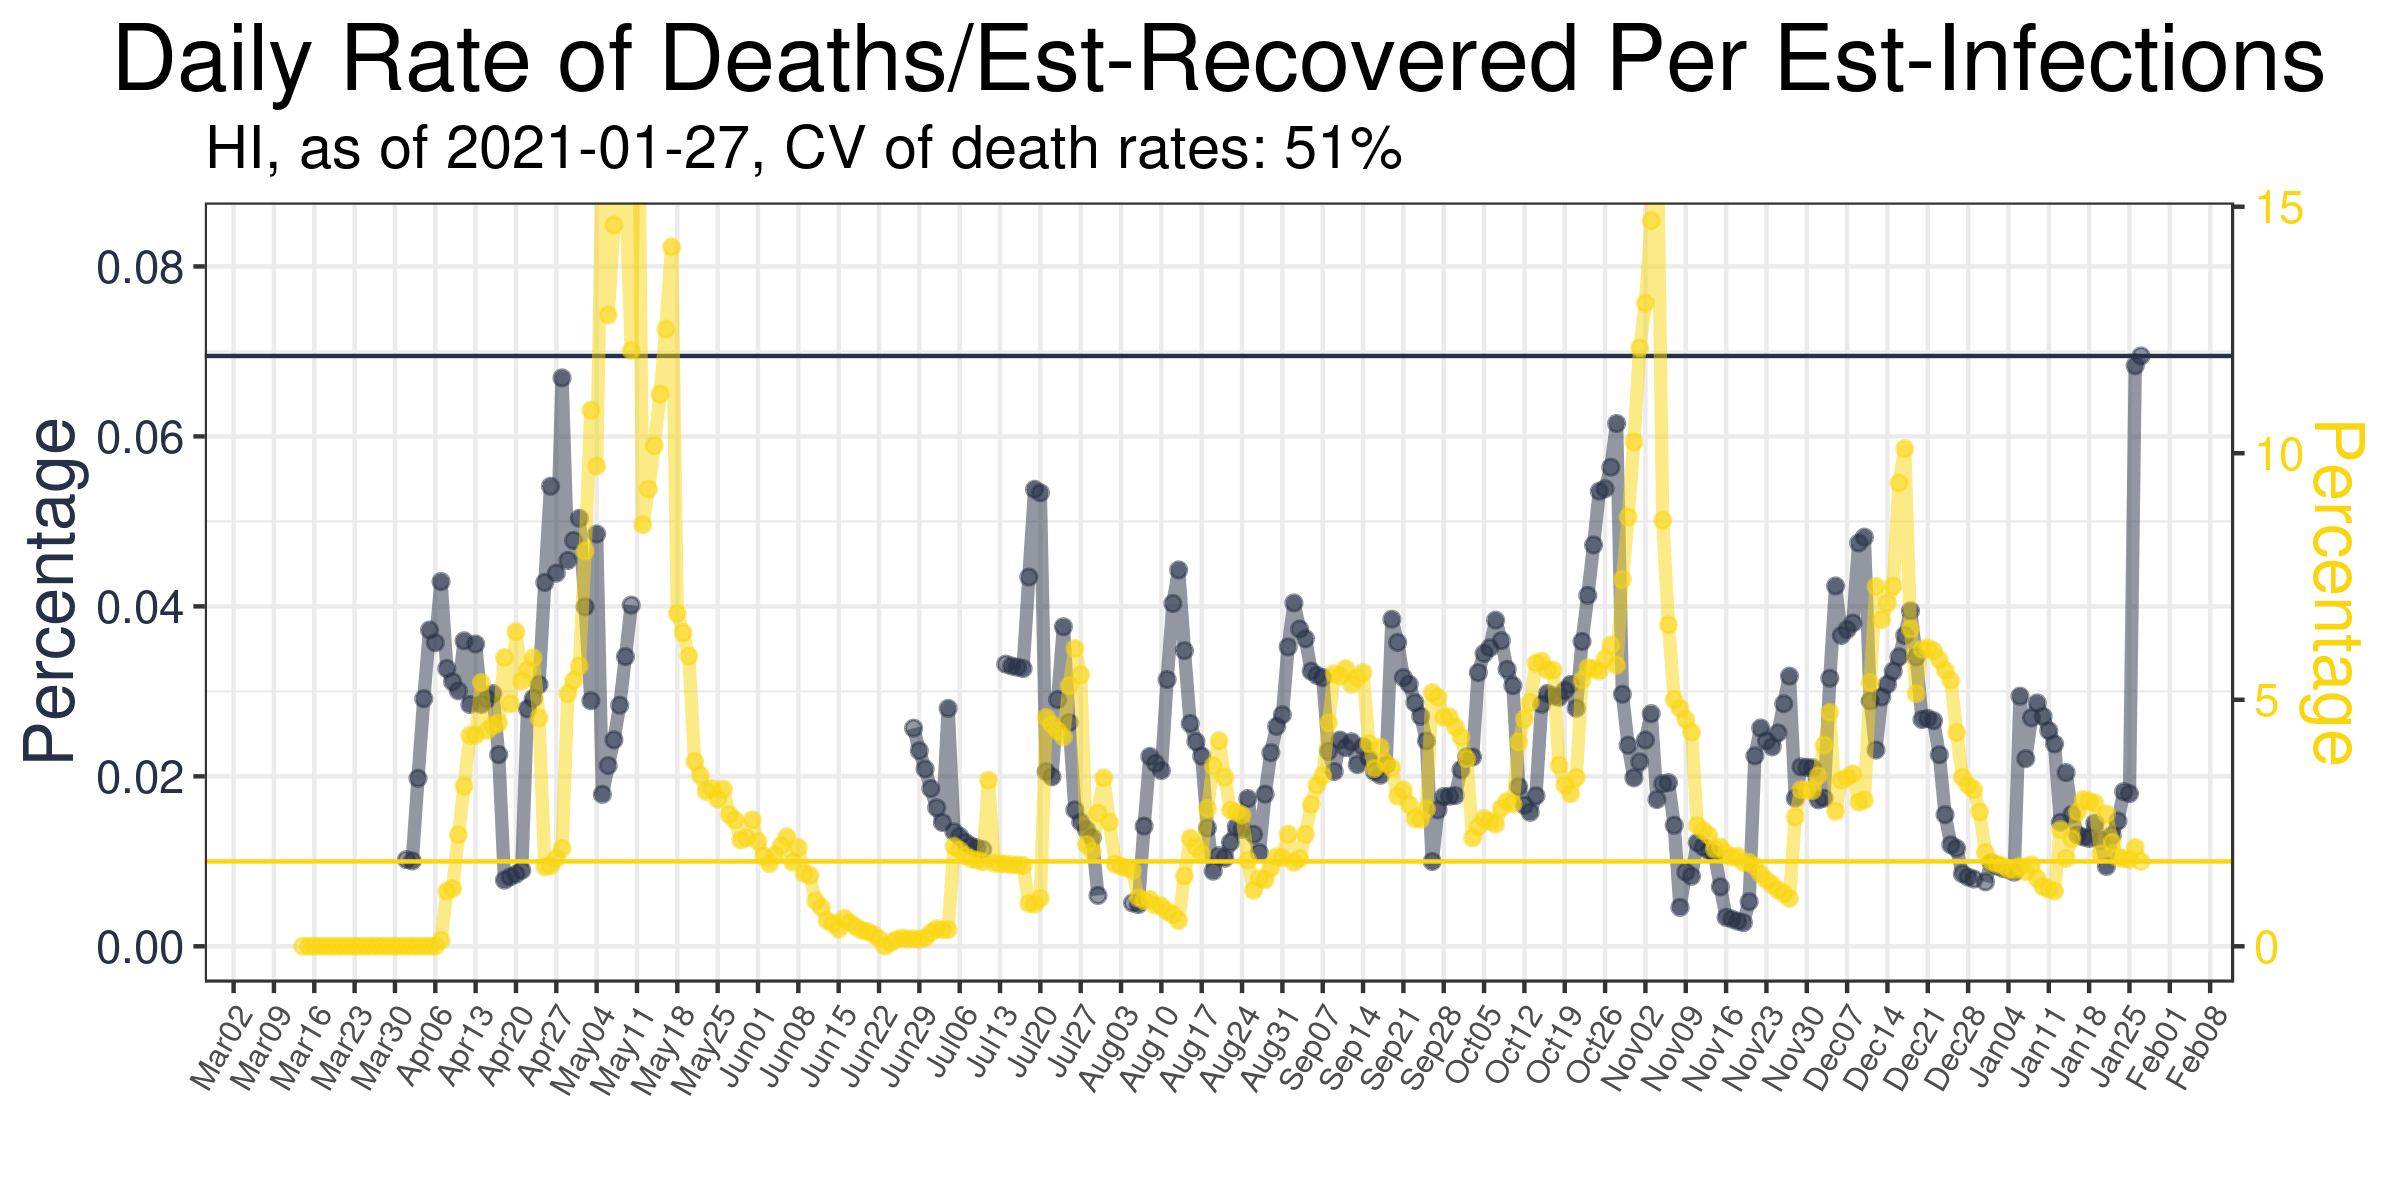 Daily Rate of Deaths/Est-Recovered Per Est-Infections
HI, as of 2021-01-27, CV of death rates: 51%
Percentage
0.08
0.06
0.04
0.02
0.00
15
10
5
0
Percentage
Mar02 Mar09 Mar16 Mar23 Mar30 Apr06 Apr13 Apr20 Apr27 May04 May11 May18 May25 Jun01 Jun08 Jun15 Jun22 Jun29 Jul06 Jul13 Jul20 Jul27 Aug03 Aug10 Aug17 Aug24 Aug31 Sep07 Sep14 Sep21 Sep28 Oct05 Oct12 Oct19 Oct26 Nov02 Nov09 Nov16 Nov23 Nov30 Dec07 Dec14 Dec21 Dec28 Jan04 Jan11 Jan18 Jan25 Feb01 Feb08